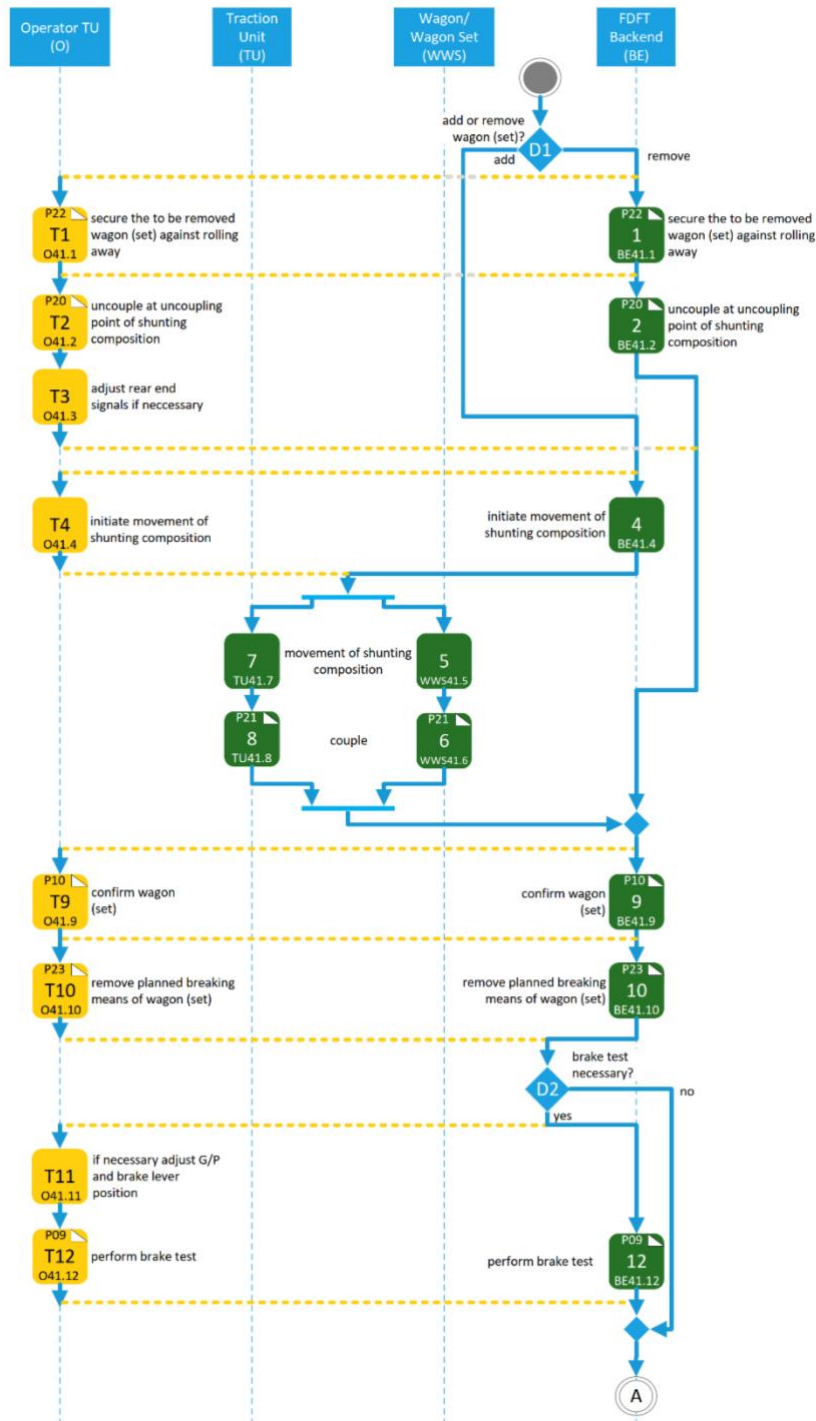 Operator TU
(O)
Traction
Unit
(TU)
Wagon/
Wagon Set
(WWS)
FDFT
Backend
(BE)
add or remove
wagon (set)?
D1
add
remove
P22
T1
O41.1
secure the to be removed
wagon (set) against rolling
away
P22
1
BE41.1
secure the to be removed
wagon (set) against rolling
away
P20
T2
O41.2
uncouple at uncoupling
point of shunting
composition
P20
2
BE41.2
uncouple at uncoupling
point of shunting
composition
T3
O41.3
adjust rear end
signals if neccessary
T4
O41.4
initiate movement of
shunting composition
initiate movement of
shunting composition
4
BE41.4
7
TU41.7
movement of shunting
composition
5
WWS41.5
P21
8
TU41.8
couple
P21
6
WWS41.6
P10
T9
O41.9
confirm wagon
(set)
confirm wagon
(set)
P10
9
BE41.9
P23
T10
O41.10
remove planned breaking
means of wagon (set)
remove planned breaking
means of wagon (set)
P23
10
BE41.10
brake test
necessary?
D2
no
yes
T11
O41.11
if necessary adjust G/P
and brake lever
position
P09
T12
O41.12
perform brake test
perform brake test
P09
12
BE41.12
A